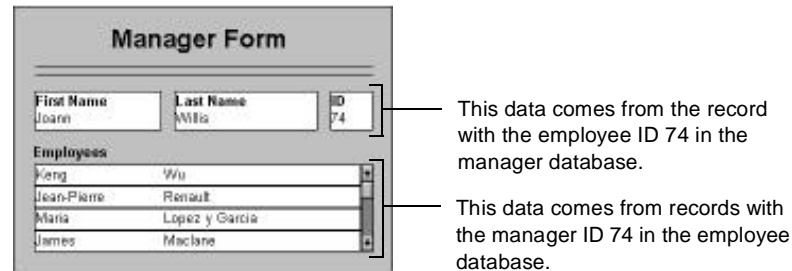 Manager Form
First Name Last Name ID
Joann Willis 74
This data comes from the record
with the employee ID 74 in the
manager database.
Employees
Keng Wu
Jean-Pierre Renault
Maria Lopez y Garcia
James Maclane
This data comes from records with
the manager ID 74 in the employee
database.